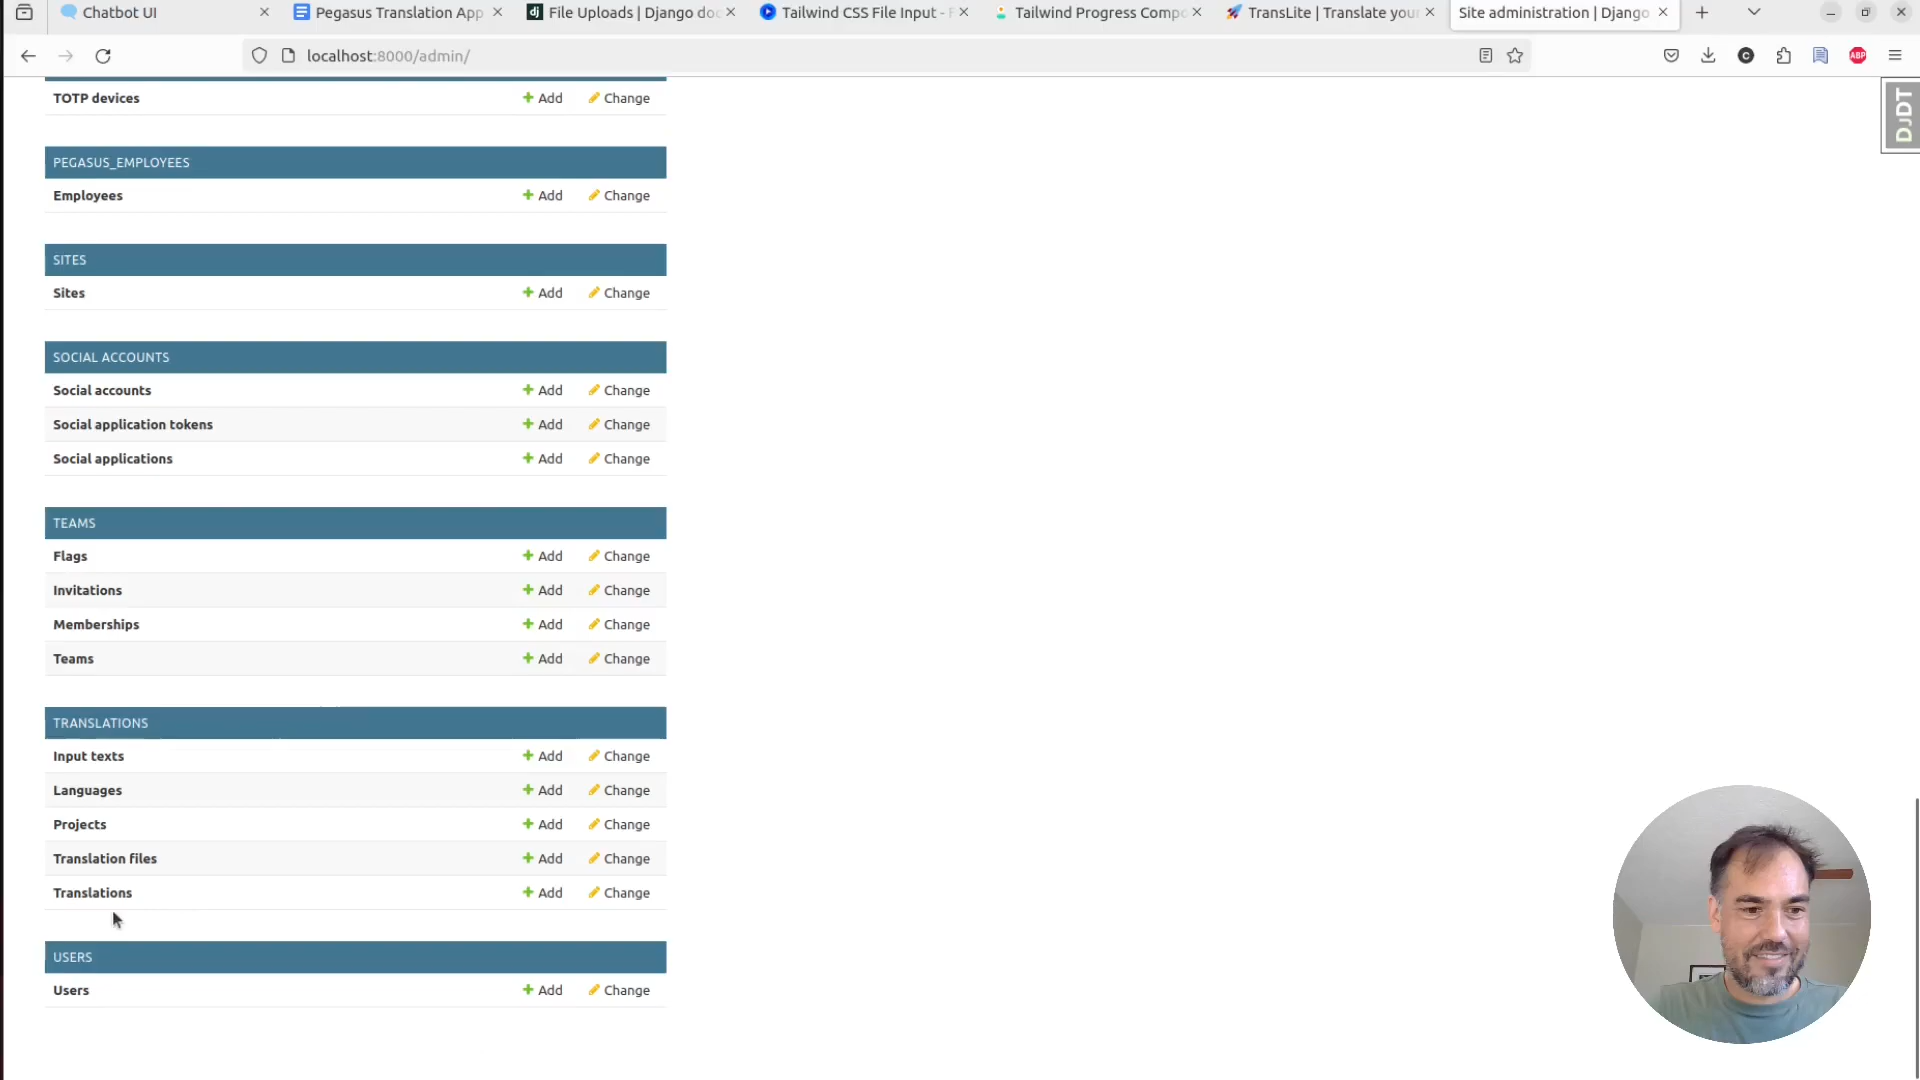 Chatbot UI
Pegasus Translation App
File Uploads | Django doc
Tailwind CSS File Input - F
Tailwind Progress Compo
TransLite | Translate your
Site administration | Django
localhost:8000/admin/
ABP
DJDT
TOTP devices Add Change
PEGASUS_EMPLOYEES
Employees Add Change
SITES
Sites Add Change
SOCIAL ACCOUNTS
Social accounts Add Change
Social application tokens Add Change
Social applications Add Change
TEAMS
Flags Add Change
Invitations Add Change
Memberships Add Change
Teams Add Change
TRANSLATIONS
Input texts Add Change
Languages Add Change
Projects Add Change
Translation files Add Change
Translations Add Change
USERS
Users Add Change